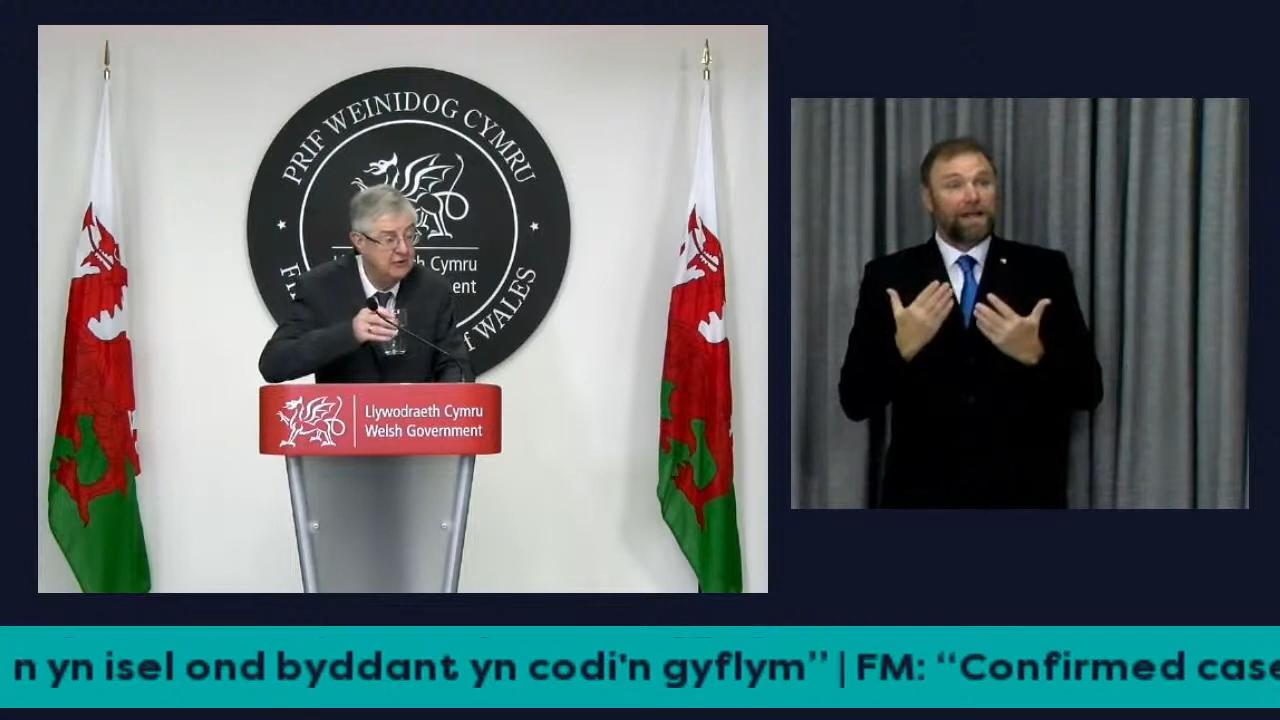 PRIF WEINIDOG CYMRU
Cymru
of WALES
Llywodraeth Cymru
Welsh Government
n yn isel ond byddant yn codi'n gyflym” | FM: “Confirmed case